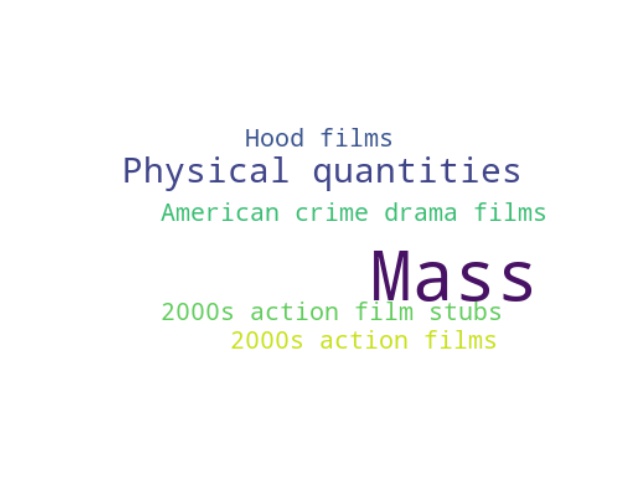 Hood films
Physical quantities
American crime drama films
Mass
2000s action film stubs
2000s action films